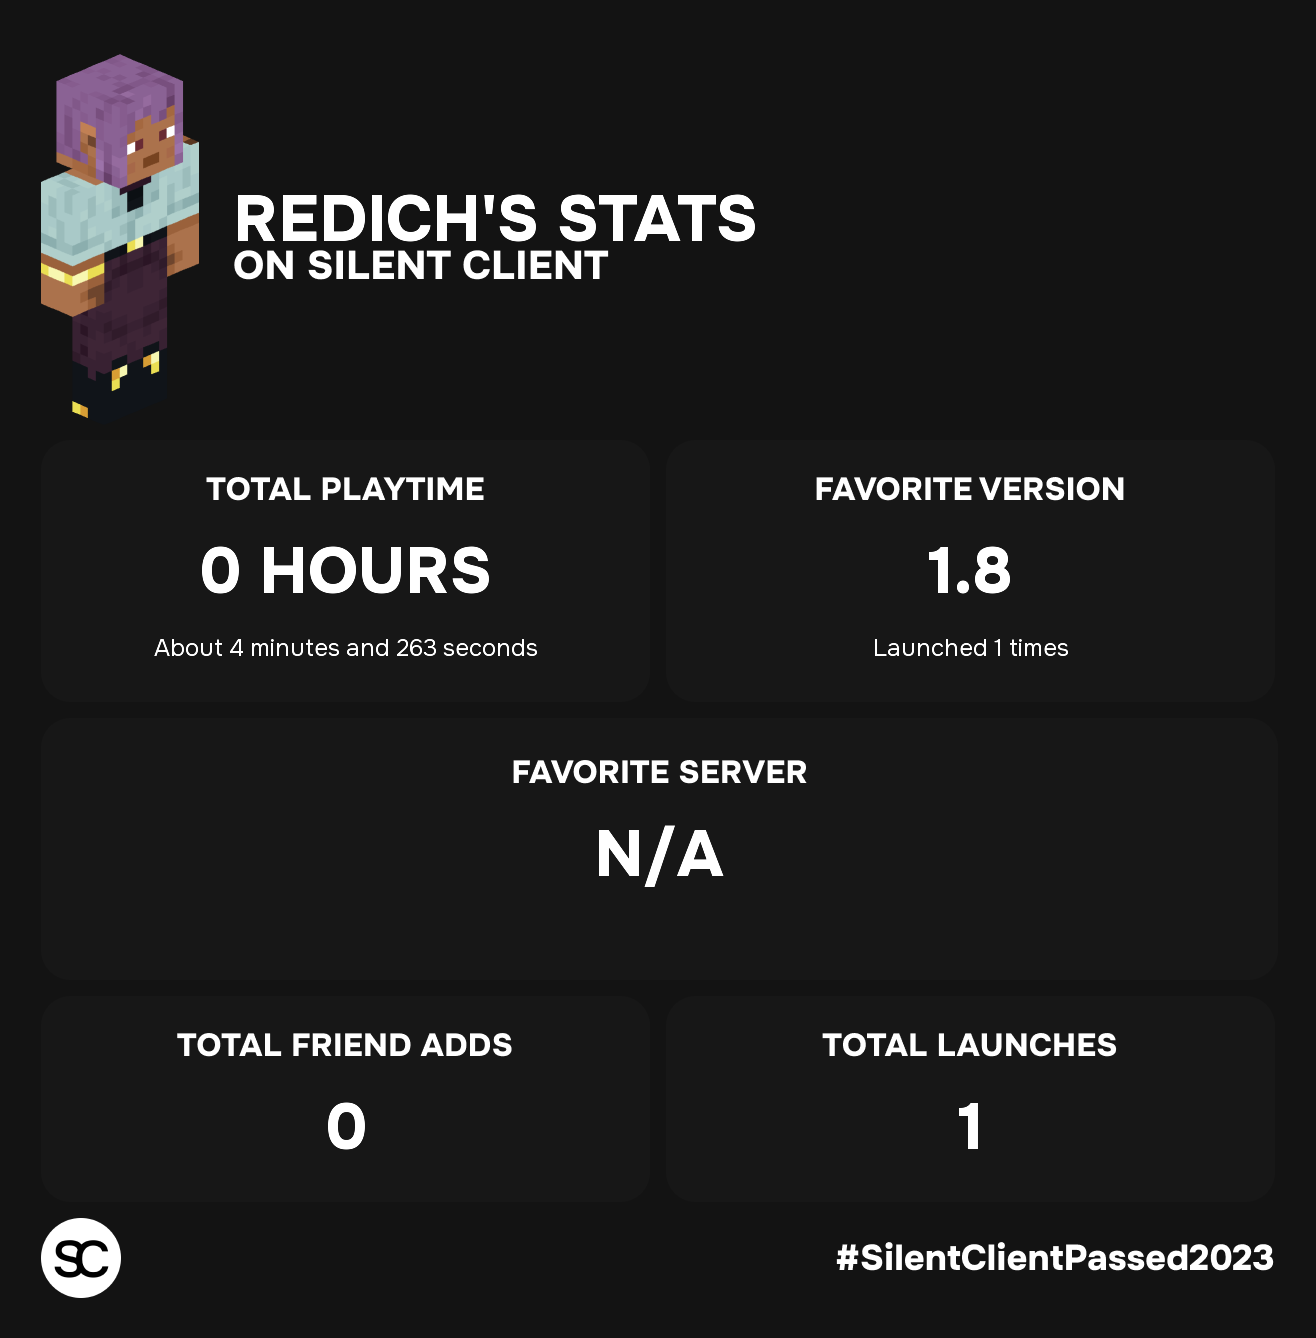 REDICH'S STATS
ON SILENT CLIENT
TOTAL PLAYTIME
0 HOURS
About 4 minutes and 263 seconds
FAVORITE VERSION
1.8
Launched 1 times
FAVORITE SERVER
N/A
TOTAL FRIEND ADDS
0
TOTAL LAUNCHES
1
SC
#SilentClientPassed2023